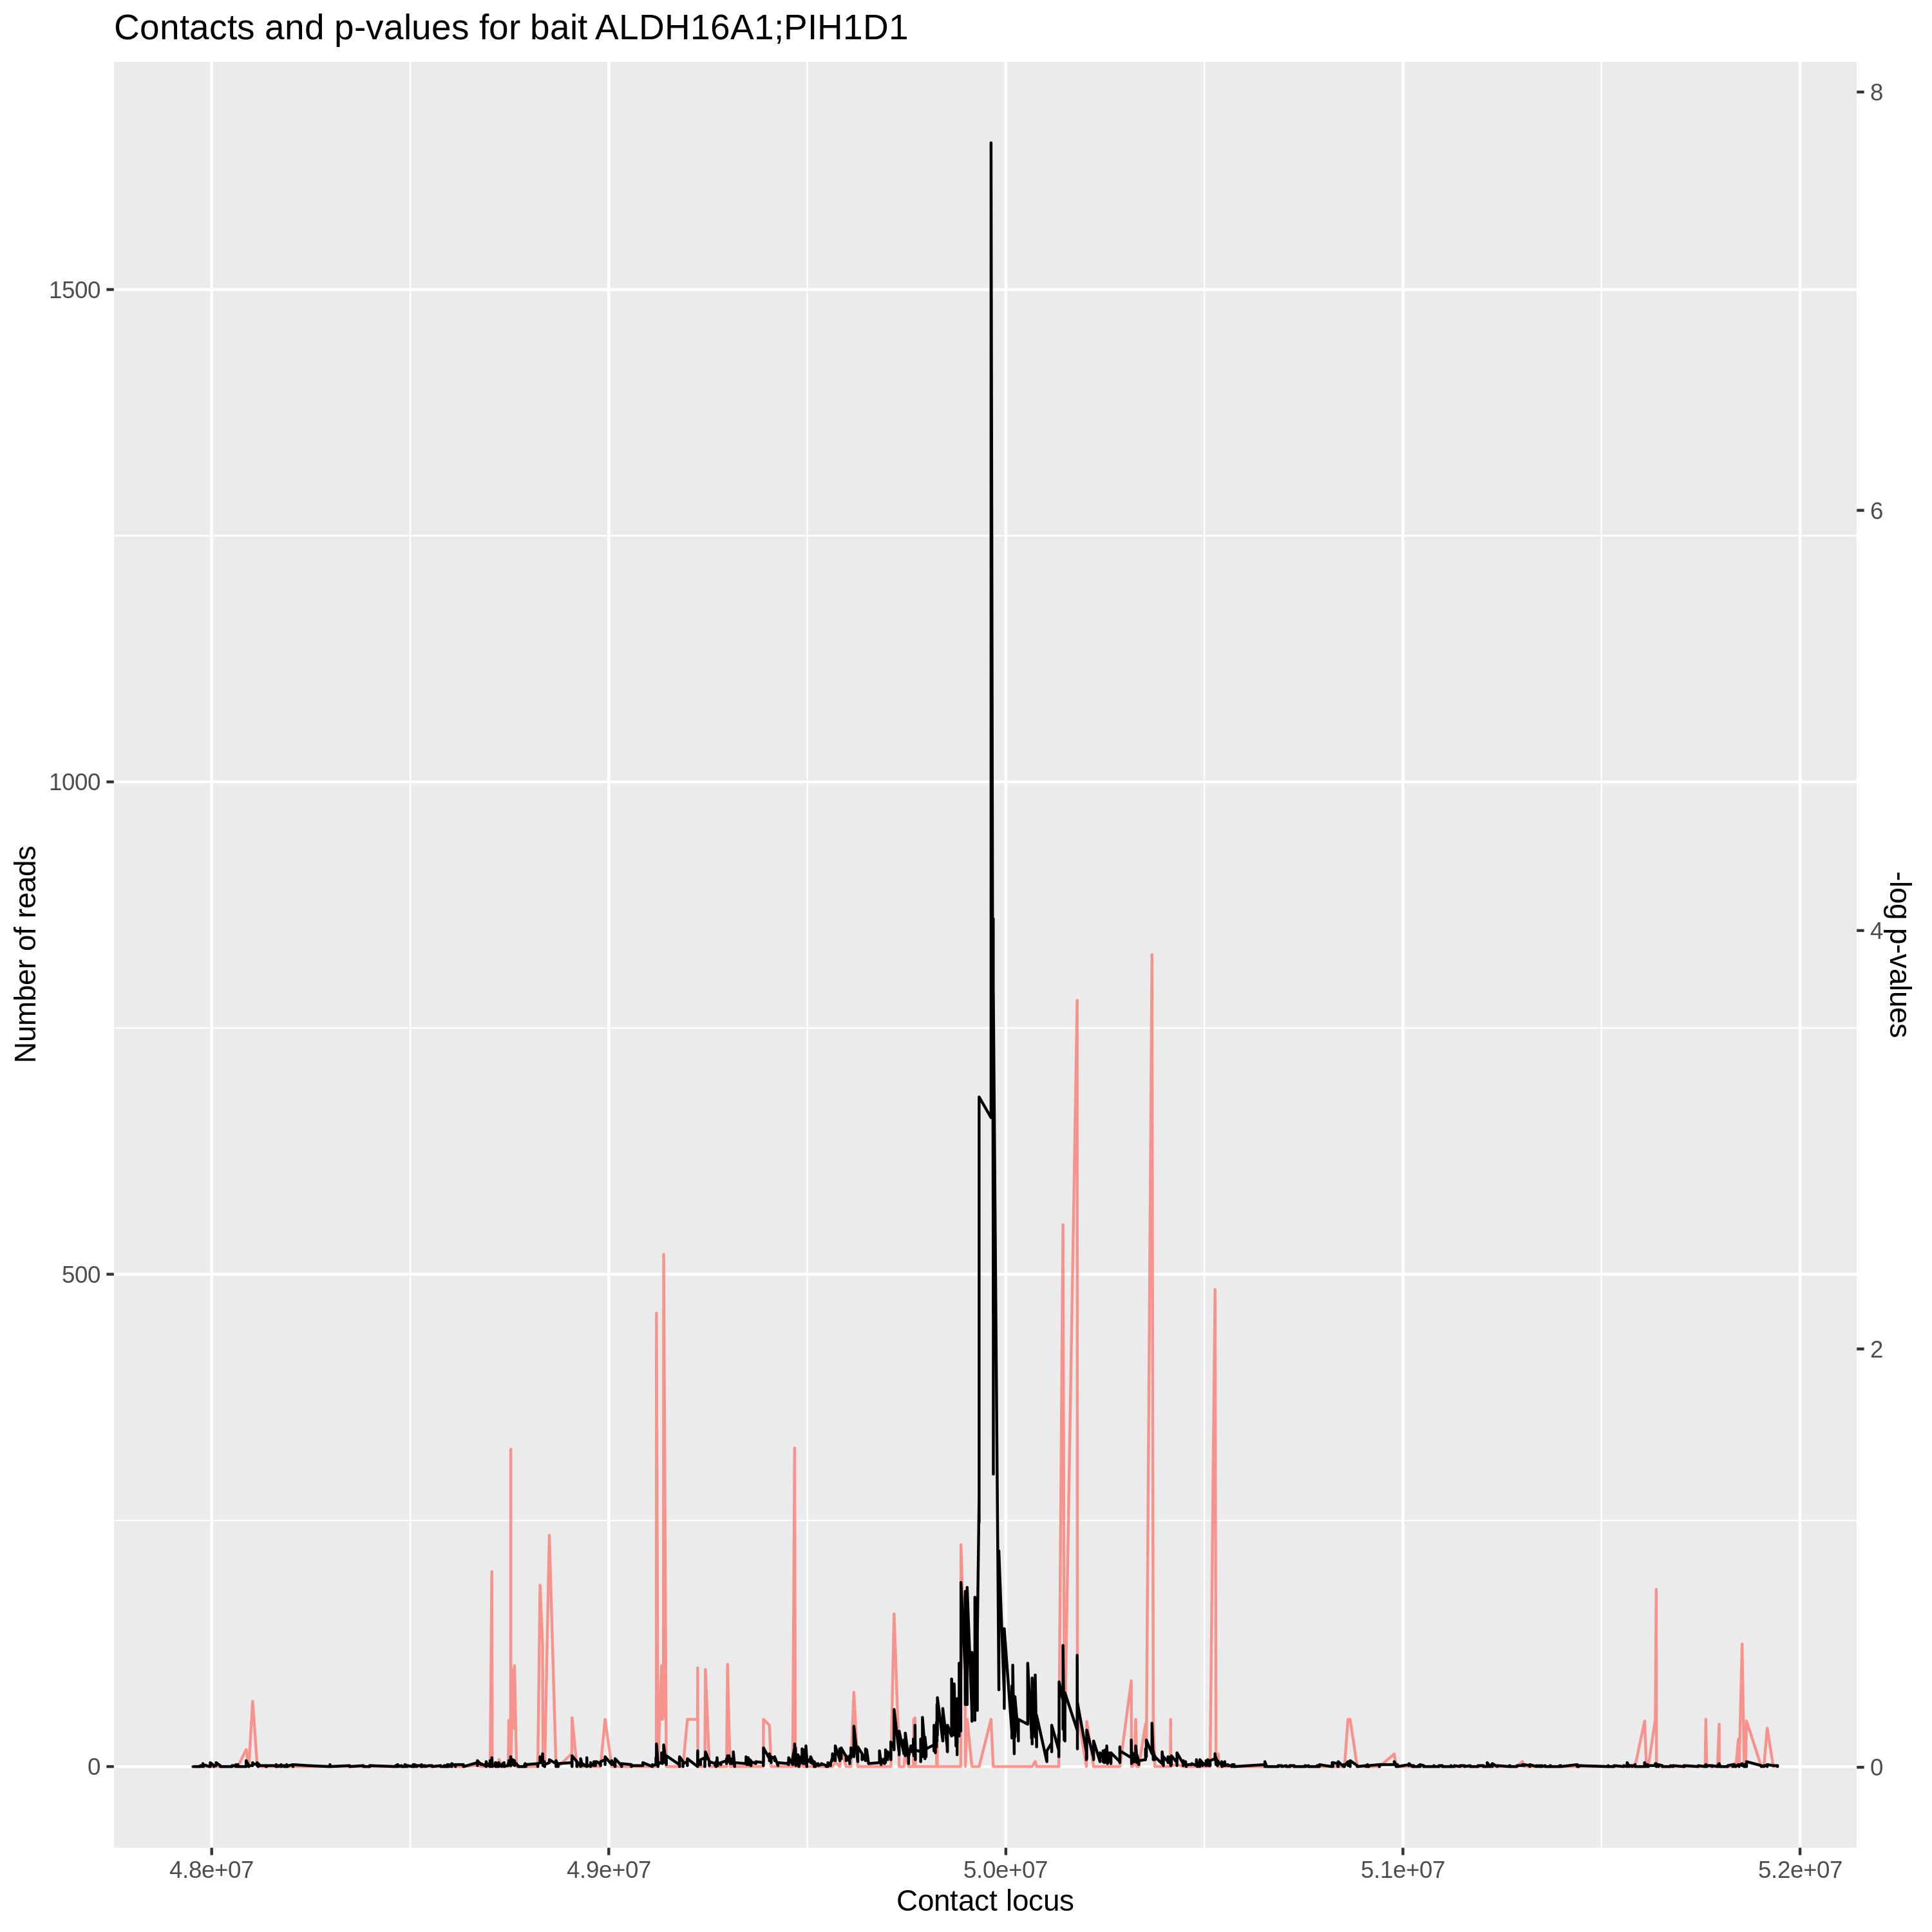 Contacts and p-values for bait ALDH16A1;PIH1D1
8
1500
6
1000
4
Number of reads
-log p-values
500
2
0
0
4.8e+07
4.9e+07
5.0e+07
5.1e+07
5.2e+07
Contact locus